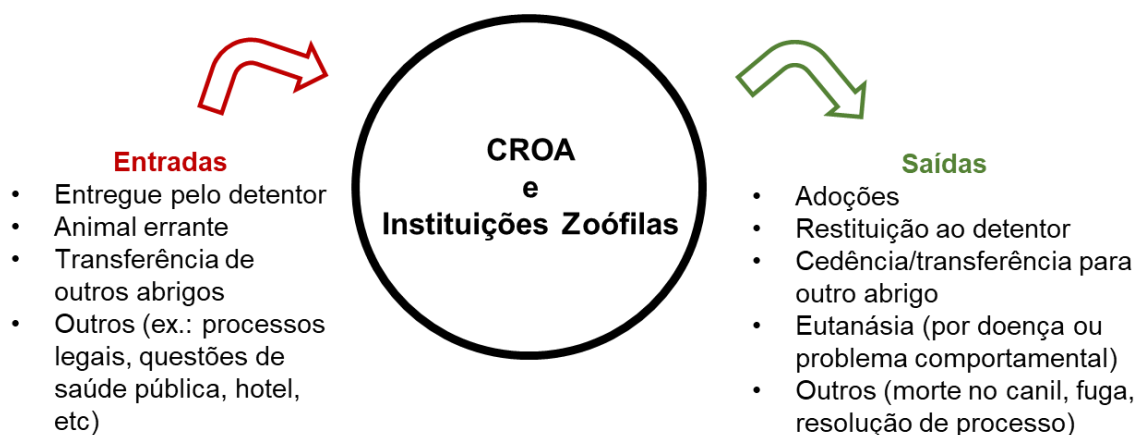 Entradas
• Entregue pelo detentor
• Animal errante
• Transferência de
outros abrigos
• Outros (ex.: processos
legais, questões de
saúde pública, hotel,
etc)
CROA
e
Instituições Zoófilas
Saídas
• Adoções
• Restituição ao detentor
• Cedência/transferência para
outro abrigo
• Eutanásia (por doença ou
problema comportamental)
• Outros (morte no canil, fuga,
resolução de processo)